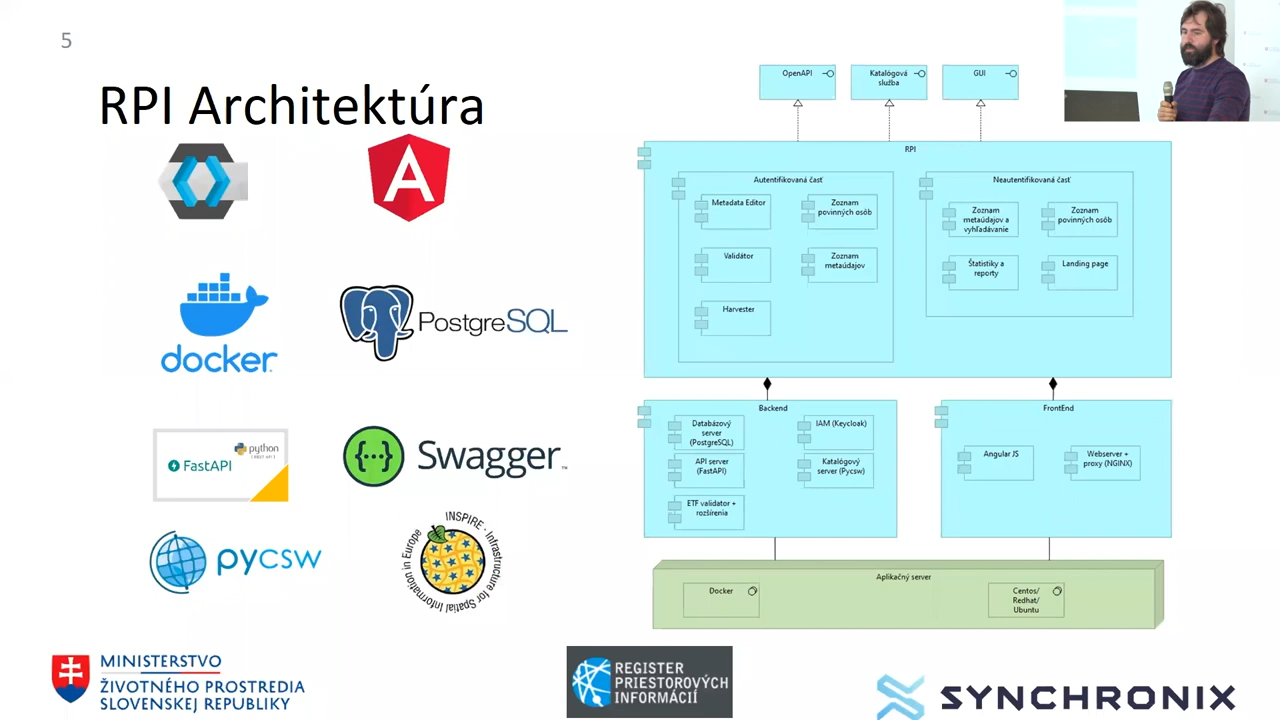 5
RPI Architektúra
docker
PostgreSQL
FastAPI
python
Swagger
pycsw
INSPIRE · Infrastructure for Spatial Information in Europe
OpenAPI
Katalógová
služba
GUI
RPI
Autentifikovaná časť
Metadata Editor
Zoznam
povinných osôb
Validátor
Zoznam
metaúdajov
Harvester
Neautentifikovaná časť
Zoznam
metaúdajov a
vyhľadávanie
Zoznam
povinných osôb
Štatistiky a
reporty
Landing page
Backend
Databázový
server
(PostgreSQL)
IAM (Keycloak)
API server
(FastAPI)
Katalógový
server (Pycsw)
ETF validator +
rozšírenia
FrontEnd
Angular JS
Webserver +
proxy (NGINX)
Aplikačný server
Docker
Centos/
Redhat/
Ubuntu
MINISTERSTVO
ŽIVOTNÉHO PROSTREDIA
SLOVENSKEJ REPUBLIKY
REGISTER
PRIESTOROVÝCH
INFORMÁCIÍ
SYNCHRONIX